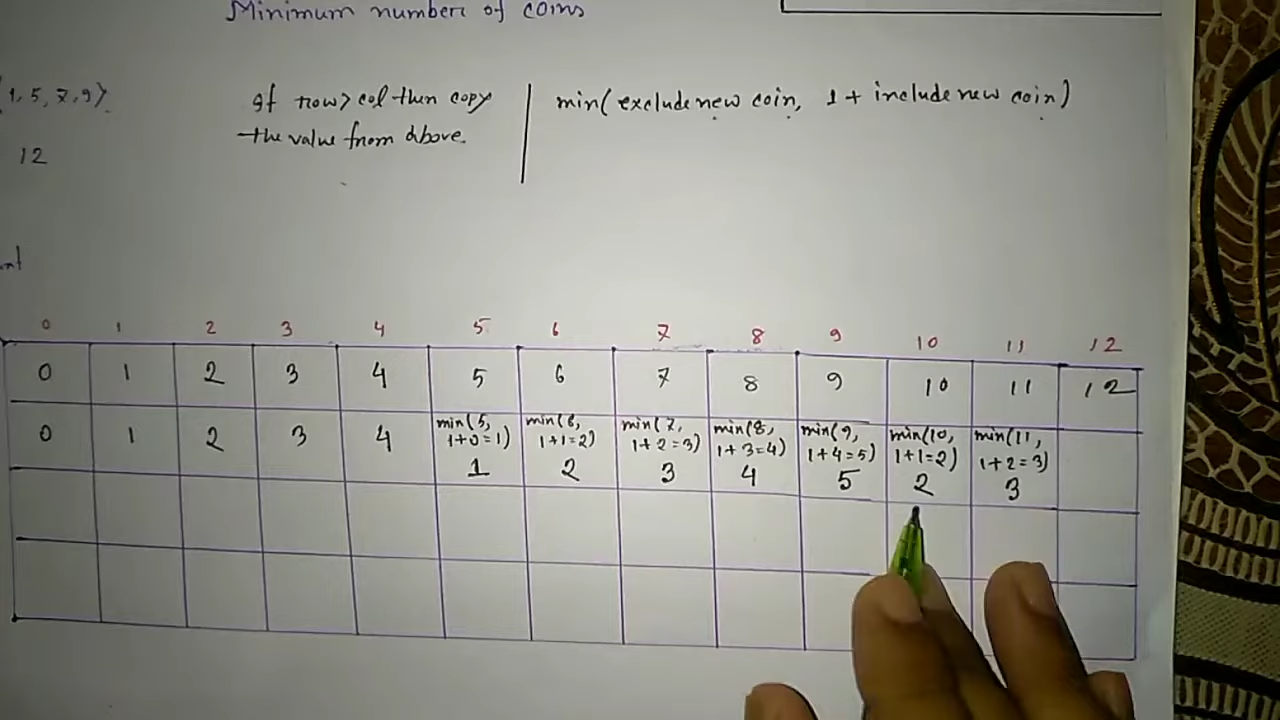 Minimum number of coins
1, 5, 7, 9}
If row > col then copy
the value from above.
min( exclude new coin, 1 + include new coin )
12
0 1 2 3 4 5 6 7 8 9 10 11 12
0 1 2 3 4 5 6 7 8 9 10 11 12
0 1 2 3 4
min(5,
1+0=1)
1
min(6,
1+1=2)
2
min(7,
1+2=3)
3
min(8,
1+3=4)
4
min(9,
1+4=5)
5
min(10,
1+1=2)
2
min(11,
1+2=3)
3